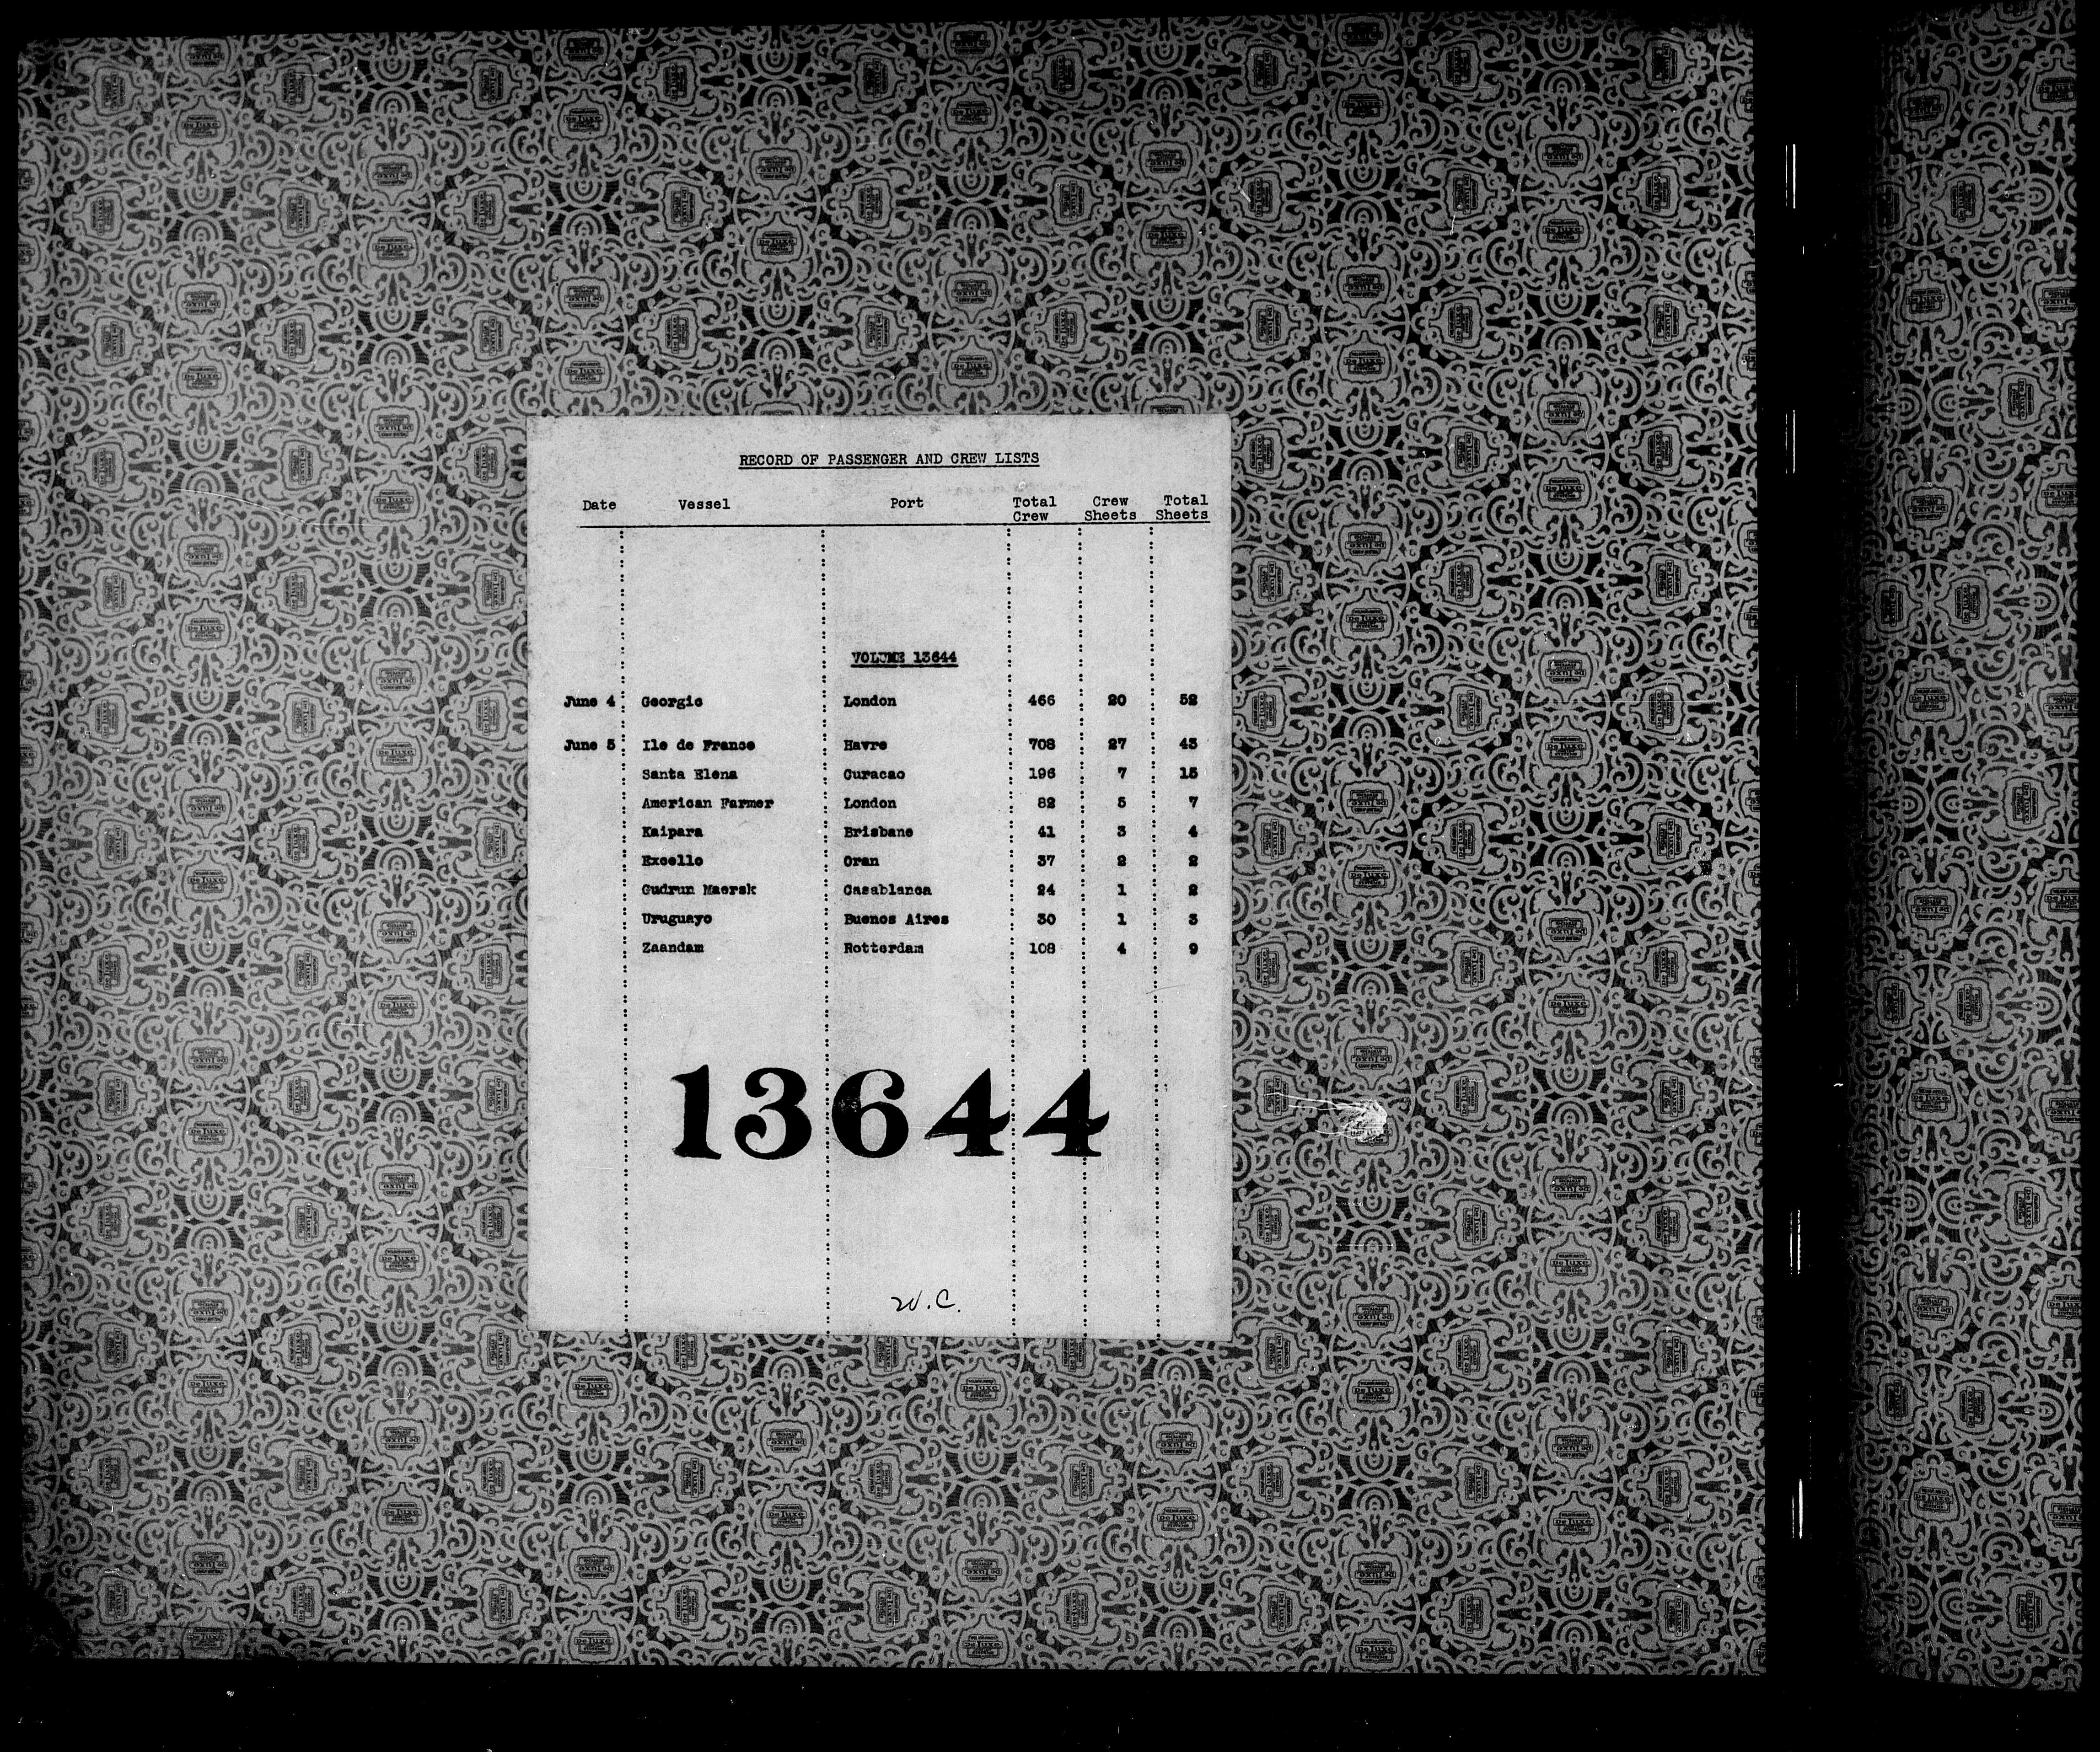 RECORD OF PASSENGER AND CREW LISTS
Date Vessel Port Total Crew Crew Sheets Total Sheets
VOLUME 13644
June 4 Georgic London 466 20 52
June 5 Ile de France Havre 708 27 43
Santa Elena Curacao 196 7 15
American Farmer London 82 5 7
Kaipara Brisbane 41 3 4
Excello Oran 37 2 2
Gudrun Maersk Casablanca 24 1 2
Uruguayo Buenos Aires 30 1 3
Zaandam Rotterdam 108 4 9
13644
W.C.
De Luxe